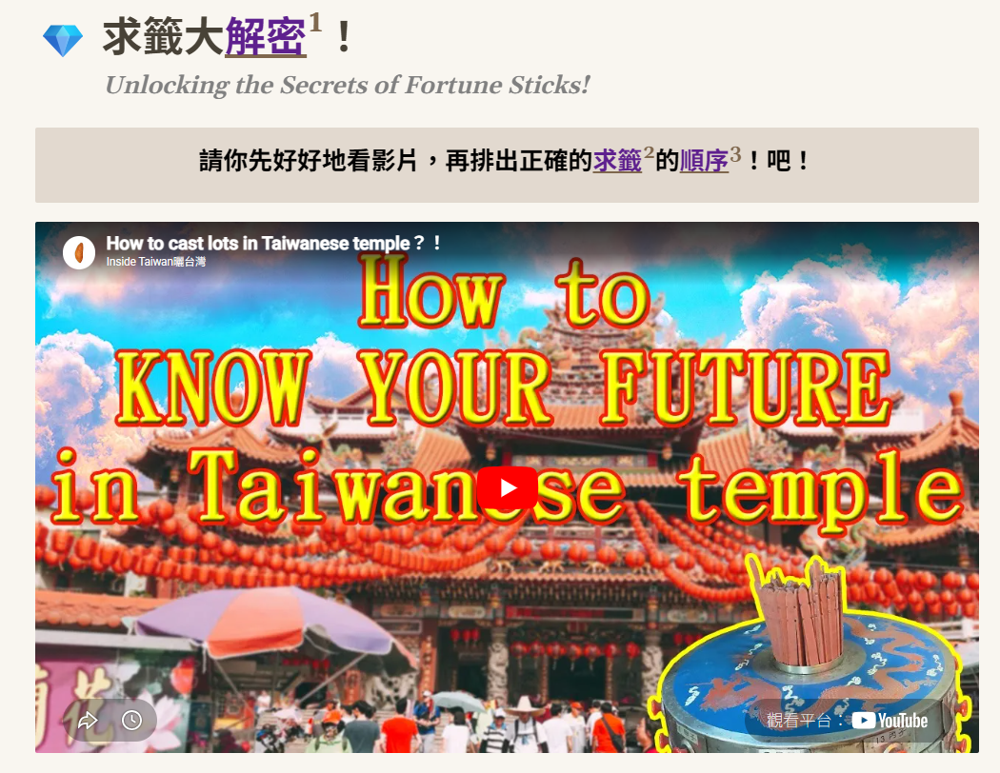 求籤大解密1！
Unlocking the Secrets of Fortune Sticks!
請你先好好地看影片，再排出正確的求籤2的順序3！吧！
How to cast lots in Taiwanese temple？！
Inside Taiwan曬台灣
How to
KNOW YOUR FUTURE
in Taiwanese temple
觀看平台：YouTube